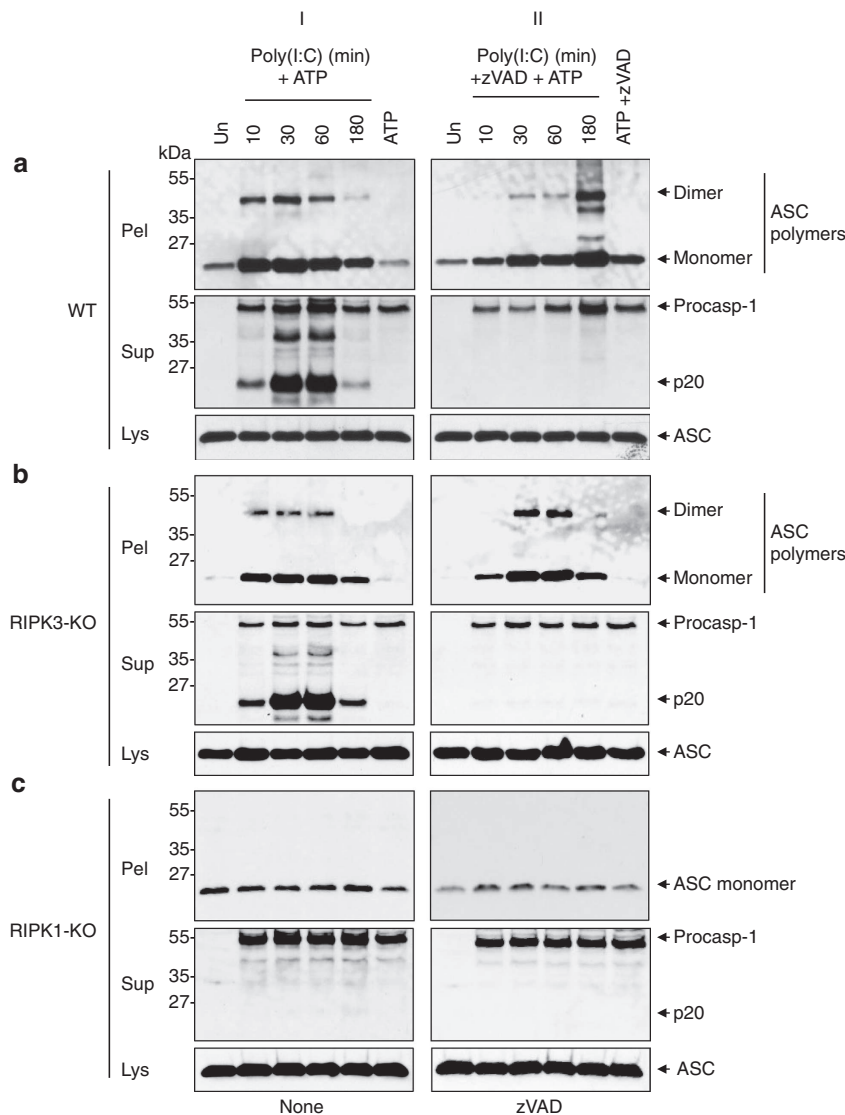 I II
Poly(I:C) (min)
+ ATP
Poly(I:C) (min)
+zVAD + ATP
Un 10 30 60 180 ATP
Un 10 30 60 180 ATP +zVAD
kDa
a
WT
Pel
55
35
27
Dimer
Monomer
ASC
polymers
Sup
55
35
27
Procasp-1
p20
Lys
ASC
b
RIPK3-KO
Pel
55
35
27
Dimer
Monomer
ASC
polymers
Sup
55
35
27
Procasp-1
p20
Lys
ASC
c
RIPK1-KO
Pel
55
35
27
ASC monomer
Sup
55
35
27
Procasp-1
p20
Lys
ASC
None zVAD